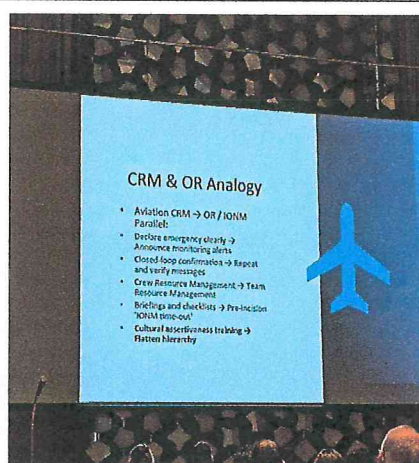 CRM & OR Analogy
• Aviation CRM → OR / IONM
Parallel:
• Declare emergency clearly →
Announce monitoring alerts
• Closed-loop confirmation → Repeat
and verify messages
• Crew Resource Management → Team
Resource Management
• Briefings and checklists → Pre-incision
'IONM time-out'
• Cultural assertiveness training →
Flatten hierarchy